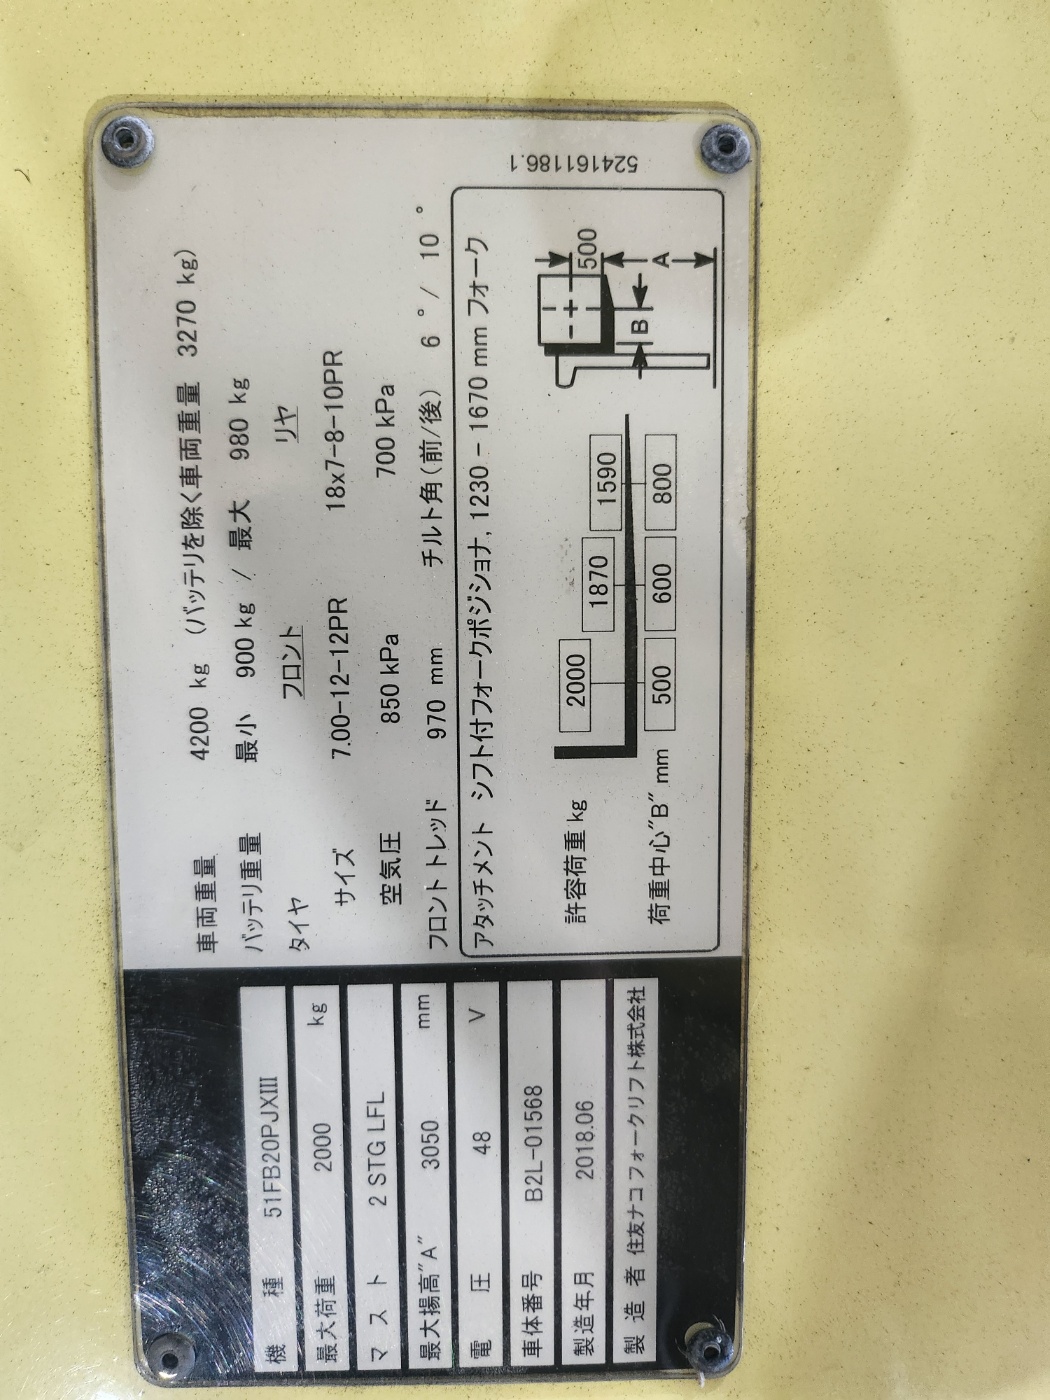 機 種 51FB20PJXIII
最大荷重 2000 kg
マスト 2 STG LFL
最大揚高"A" 3050 mm
電 圧 48 V
車体番号 B2L-01568
製造年月 2018.06
製 造 者 住友ナコ フォークリフト株式会社
車両重量 4200 kg (バッテリを除く車両重量 3270 kg)
バッテリ重量 最小 900 kg / 最大 980 kg
タイヤ フロント リヤ
サイズ 7.00-12-12PR 18x7-8-10PR
空気圧 850 kPa 700 kPa
フロント トレッド 970 mm チルト角(前/後) 6 ° / 10 °
アタッチメント シフト付フォークポジショナ, 1230 - 1670 mm フォーク
許容荷重 kg 2000 1870 1590
荷重中心"B" mm 500 600 800
500
B
A
524161186.1